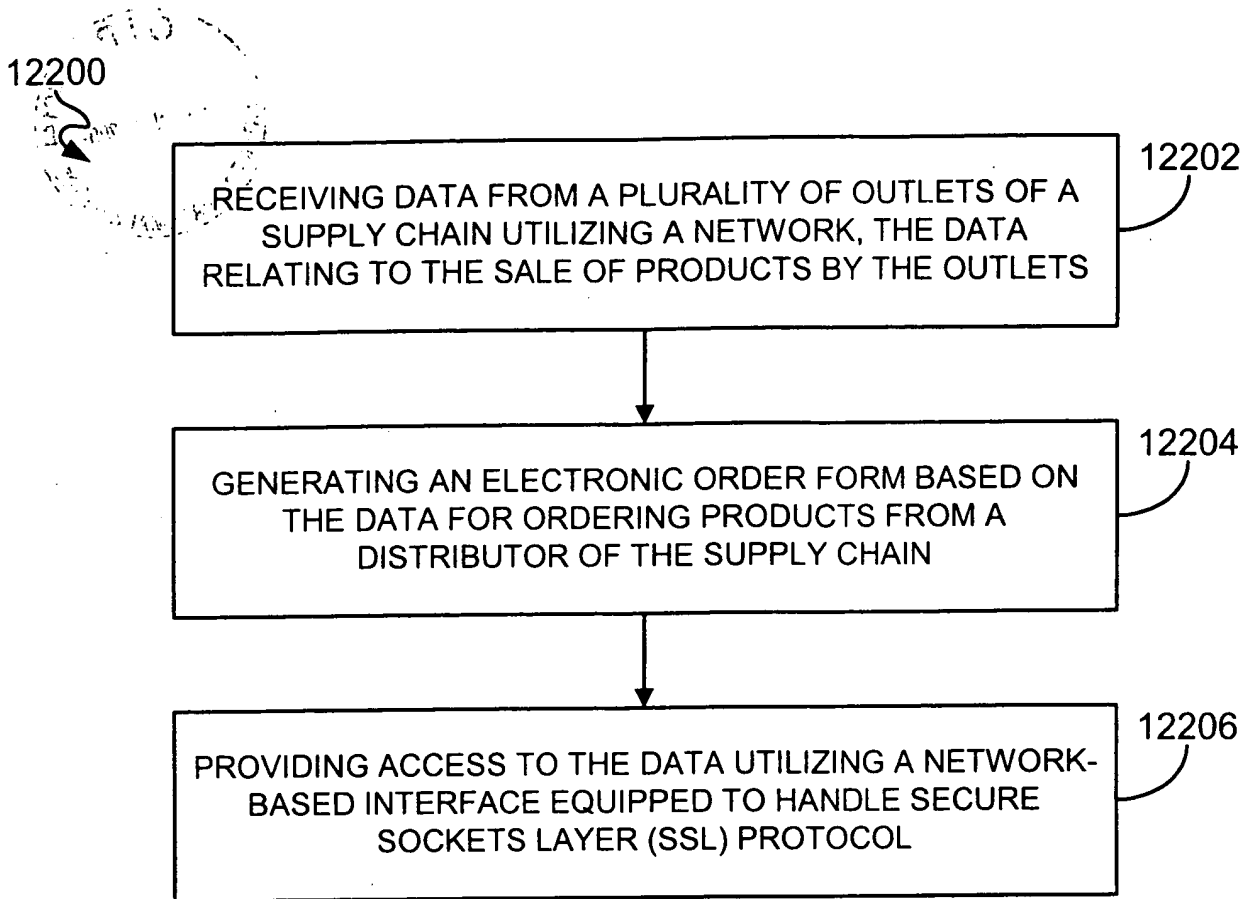 12200
12202
RECEIVING DATA FROM A PLURALITY OF OUTLETS OF A
SUPPLY CHAIN UTILIZING A NETWORK, THE DATA
RELATING TO THE SALE OF PRODUCTS BY THE OUTLETS
12204
GENERATING AN ELECTRONIC ORDER FORM BASED ON
THE DATA FOR ORDERING PRODUCTS FROM A
DISTRIBUTOR OF THE SUPPLY CHAIN
12206
PROVIDING ACCESS TO THE DATA UTILIZING A NETWORK-
BASED INTERFACE EQUIPPED TO HANDLE SECURE
SOCKETS LAYER (SSL) PROTOCOL